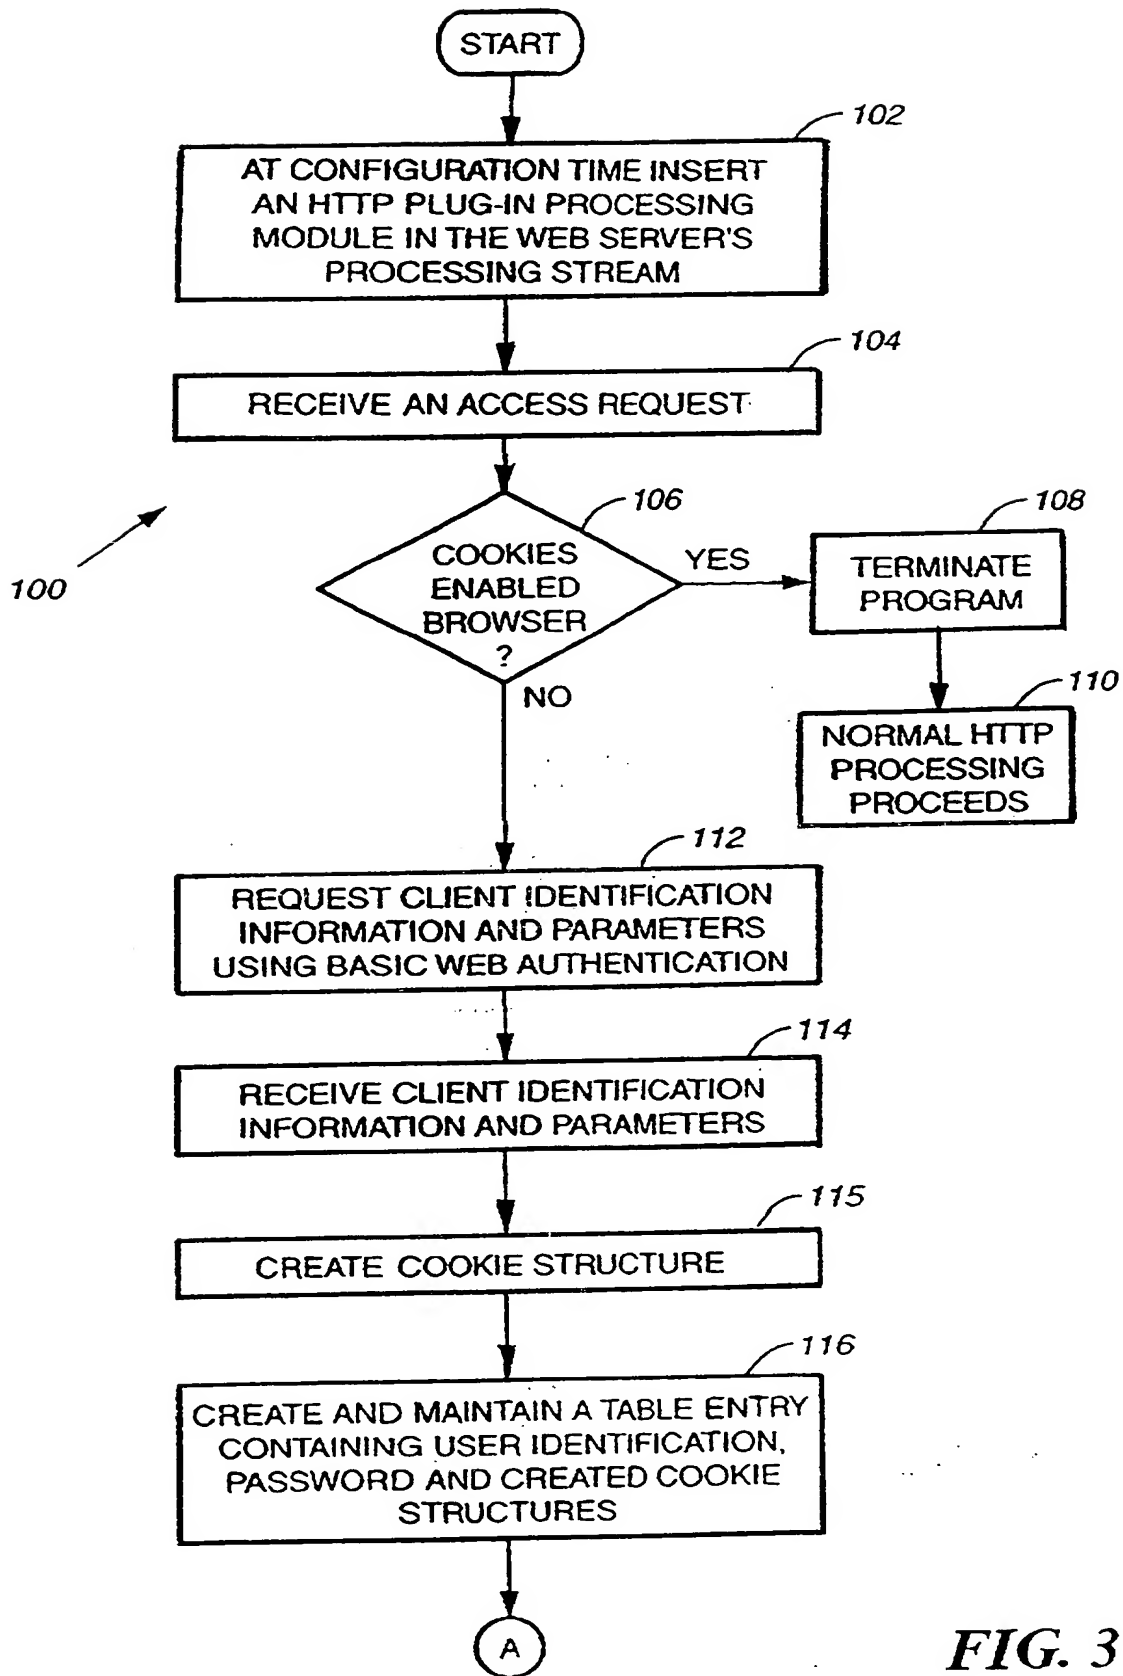 START
102
AT CONFIGURATION TIME INSERT
AN HTTP PLUG-IN PROCESSING
MODULE IN THE WEB SERVER'S
PROCESSING STREAM
104
RECEIVE AN ACCESS REQUEST
106
COOKIES
ENABLED
BROWSER
?
YES
108
TERMINATE
PROGRAM
100
NO
110
NORMAL HTTP
PROCESSING
PROCEEDS
112
REQUEST CLIENT IDENTIFICATION
INFORMATION AND PARAMETERS
USING BASIC WEB AUTHENTICATION
114
RECEIVE CLIENT IDENTIFICATION
INFORMATION AND PARAMETERS
115
CREATE COOKIE STRUCTURE
116
CREATE AND MAINTAIN A TABLE ENTRY
CONTAINING USER IDENTIFICATION,
PASSWORD AND CREATED COOKIE
STRUCTURES
A
FIG. 3